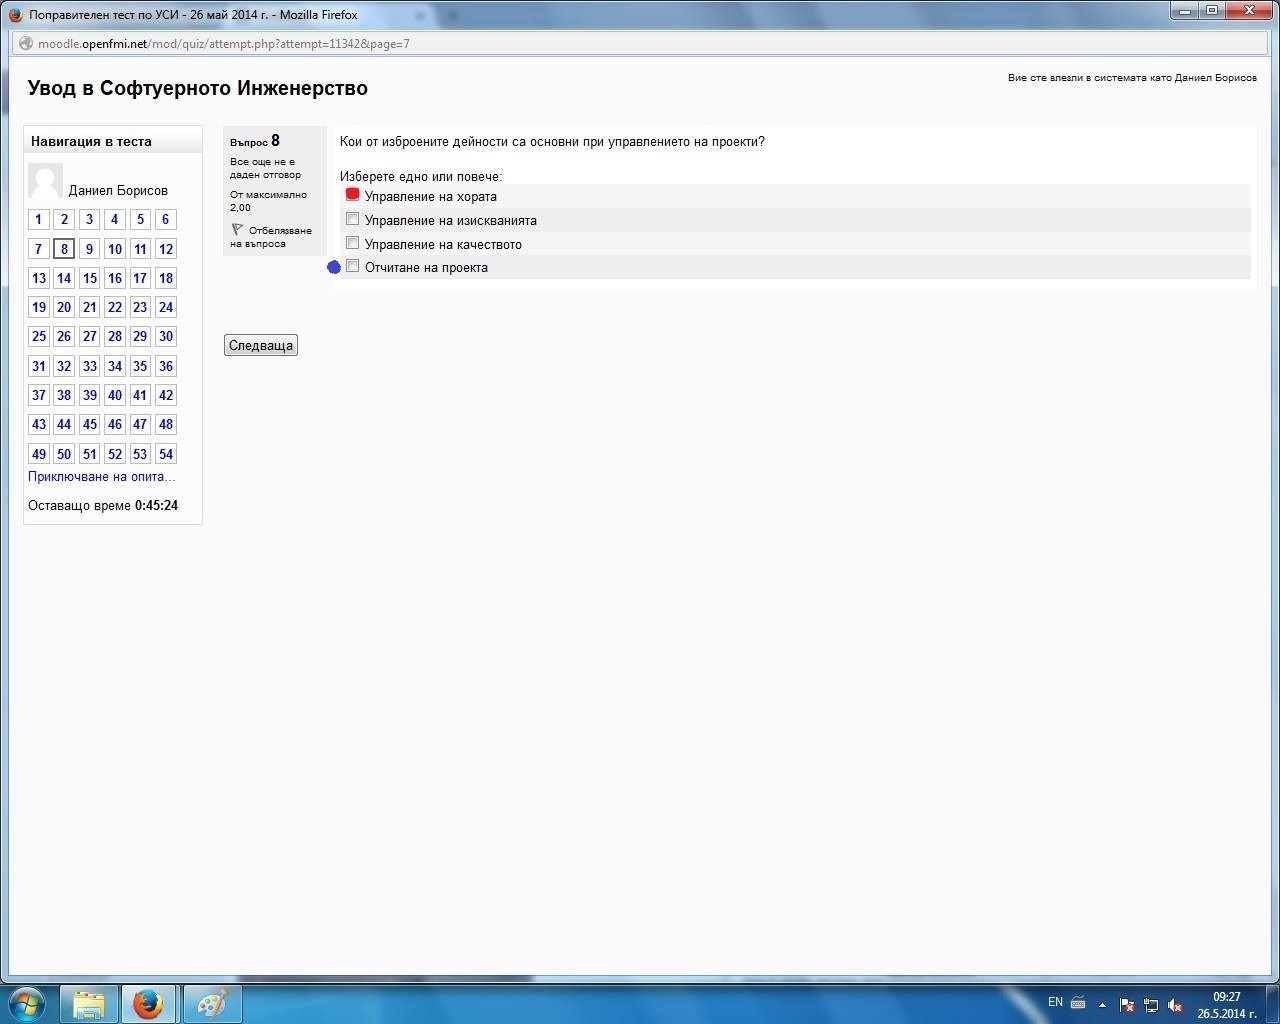 Поправителен тест по УСИ - 26 май 2014 г. - Mozilla Firefox
moodle.openfmi.net/mod/quiz/attempt.php?attempt=11342&page=7
Вие сте влезли в системата като Даниел Борисов
Увод в Софтуерното Инженерство
Навигация в теста
Даниел Борисов
1 2 3 4 5 6
7 8 9 10 11 12
13 14 15 16 17 18
19 20 21 22 23 24
25 26 27 28 29 30
31 32 33 34 35 36
37 38 39 40 41 42
43 44 45 46 47 48
49 50 51 52 53 54
Приключване на опита...
Оставащо време 0:45:24
Въпрос 8
Все още не е
даден отговор
От максимално
2,00
Отбелязване
на въпроса
Кои от изброените дейности са основни при управлението на проекти?
Изберете едно или повече:
Управление на хората
Управление на изискванията
Управление на качеството
Отчитане на проекта
Следваща
EN
09:27
26.5.2014 г.